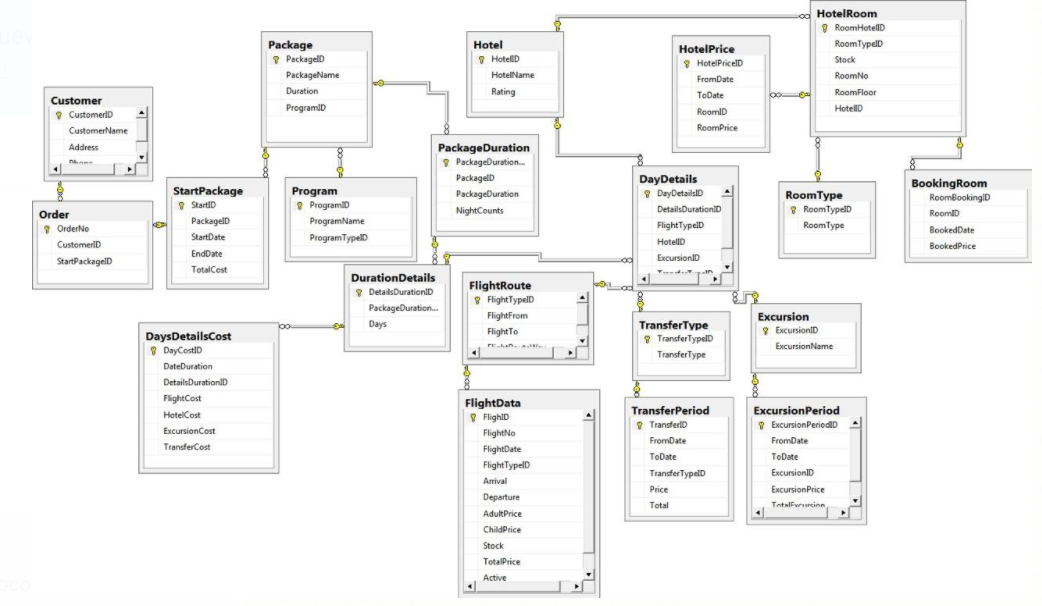 Customer
CustomerID
CustomerName
Address
Phone
Order
OrderNo
CustomerID
StartPackageID
Package
PackageID
PackageName
Duration
ProgramID
StartPackage
StartID
PackageID
StartDate
EndDate
TotalCost
Program
ProgramID
ProgramName
ProgramTypeID
Hotel
HotelID
HotelName
Rating
PackageDuration
PackageDuration...
PackageID
PackageDuration
NightCounts
HotelPrice
HotelPriceID
FromDate
ToDate
RoomID
RoomPrice
HotelRoom
RoomHotelID
RoomTypeID
Stock
RoomNo
RoomFloor
HotelID
DayDetails
DayDetailsID
DetailsDurationID
FlightTypeID
HotelID
ExcursionID
TransferTypeID
RoomType
RoomTypeID
RoomType
BookingRoom
RoomBookingID
RoomID
BookedDate
BookedPrice
DurationDetails
DetailsDurationID
PackageDuration...
Days
DaysDetailsCost
DayCostID
DateDuration
DetailsDurationID
FlightCost
HotelCost
ExcursionCost
TransferCost
FlightRoute
FlightTypeID
FlightFrom
FlightTo
FlightRouteWay
FlightData
FlighID
FlightNo
FlightDate
FlightTypeID
Arrival
Departure
AdultPrice
ChildPrice
Stock
TotalPrice
Active
TransferType
TransferTypeID
TransferType
TransferPeriod
TransferID
FromDate
ToDate
TransferTypeID
Price
Total
Excursion
ExcursionID
ExcursionName
ExcursionPeriod
ExcursionPeriodID
FromDate
ToDate
ExcursionID
ExcursionPrice
TotalExcursion